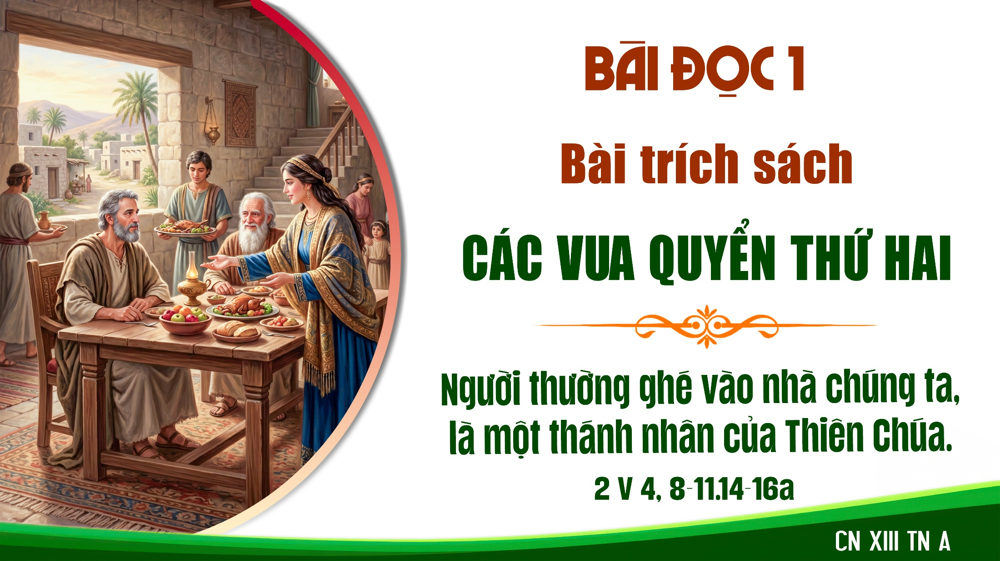 BÀI ĐỌC 1
Bài trích sách
CÁC VUA QUYỂN THỨ HAI
Người thường ghé vào nhà chúng ta,
là một thánh nhân của Thiên Chúa.
2 V 4, 8-11.14-16a
CN XIII TN A